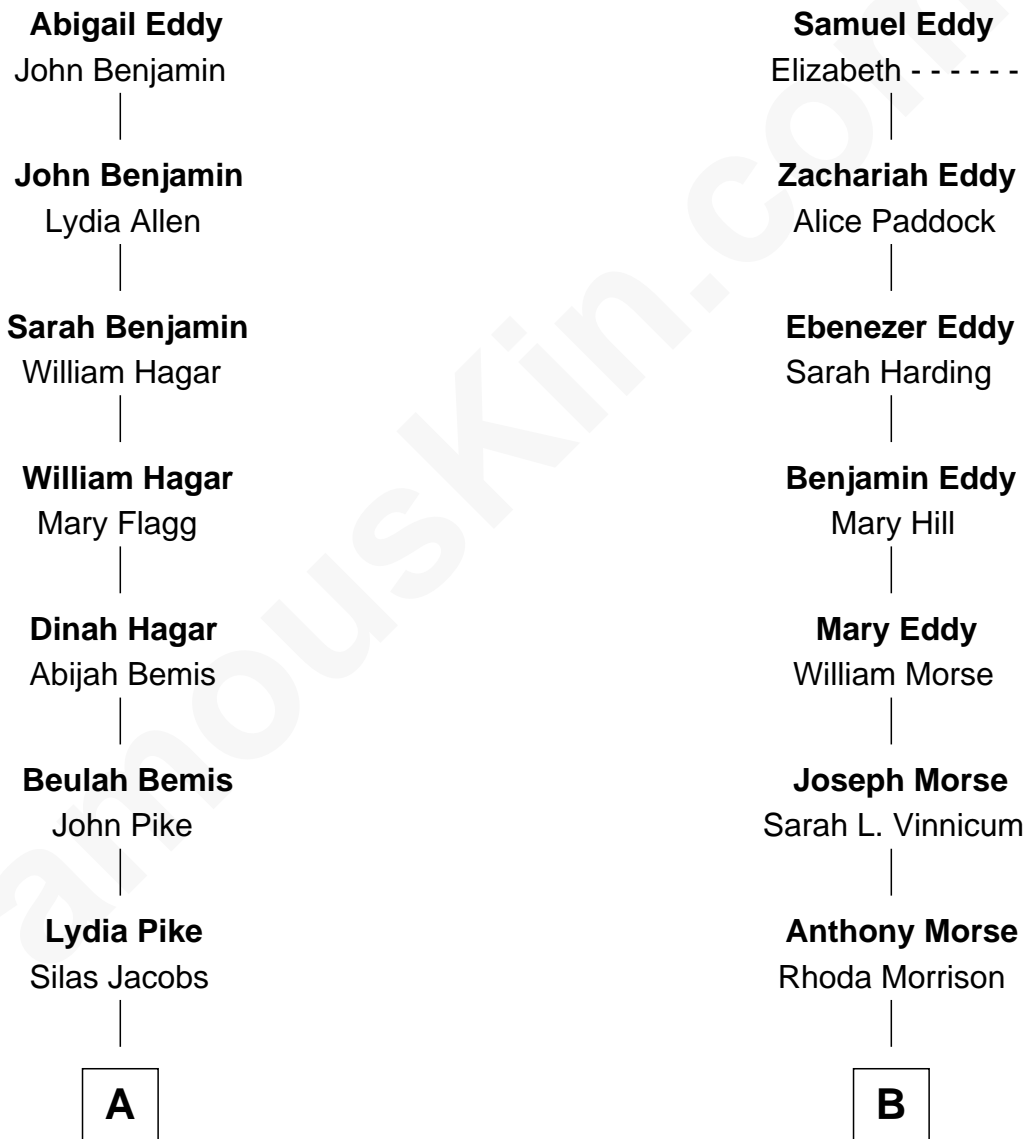 Abigail Eddy
John Benjamin
John Benjamin
Lydia Allen
Sarah Benjamin
William Hagar
William Hagar
Mary Flagg
Dinah Hagar
Abijah Bemis
Beulah Bemis
John Pike
Lydia Pike
Silas Jacobs
A
Samuel Eddy
Elizabeth - - - - - -
Zachariah Eddy
Alice Paddock
Ebenezer Eddy
Sarah Harding
Benjamin Eddy
Mary Hill
Mary Eddy
William Morse
Joseph Morse
Sarah L. Vinnicum
Anthony Morse
Rhoda Morrison
B
amouskin.com